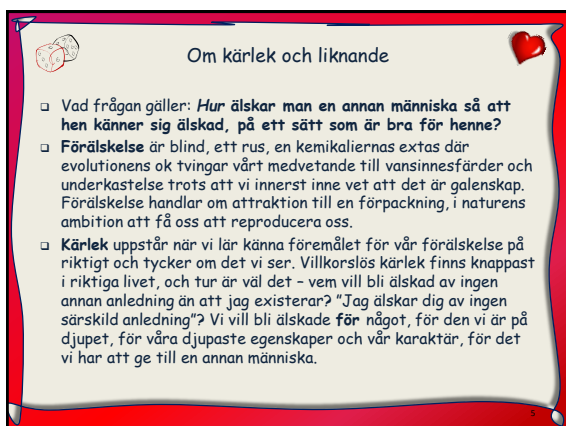 Om kärlek och liknande
Vad frågan gäller: Hur älskar man en annan människa så att
hen känner sig älskad, på ett sätt som är bra för henne?
Förälskelse är blind, ett rus, en kemikaliernas extas där
evolutionens ok tvingar vårt medvetande till vansinnesfärder och
underkastelse trots att vi innerst inne vet att det är galenskap.
Förälskelse handlar om attraktion till en förpackning, i naturens
ambition att få oss att reproducera oss.
Kärlek uppstår när vi lär känna föremålet för vår förälskelse på
riktigt och tycker om det vi ser. Villkorslös kärlek finns knappast
i riktiga livet, och tur är väl det – vem vill bli älskad av ingen
annan anledning än att jag existerar? ”Jag älskar dig av ingen
särskild anledning”? Vi vill bli älskade för något, för den vi är på
djupet, för våra djupaste egenskaper och vår karaktär, för det
vi har att ge till en annan människa.
5